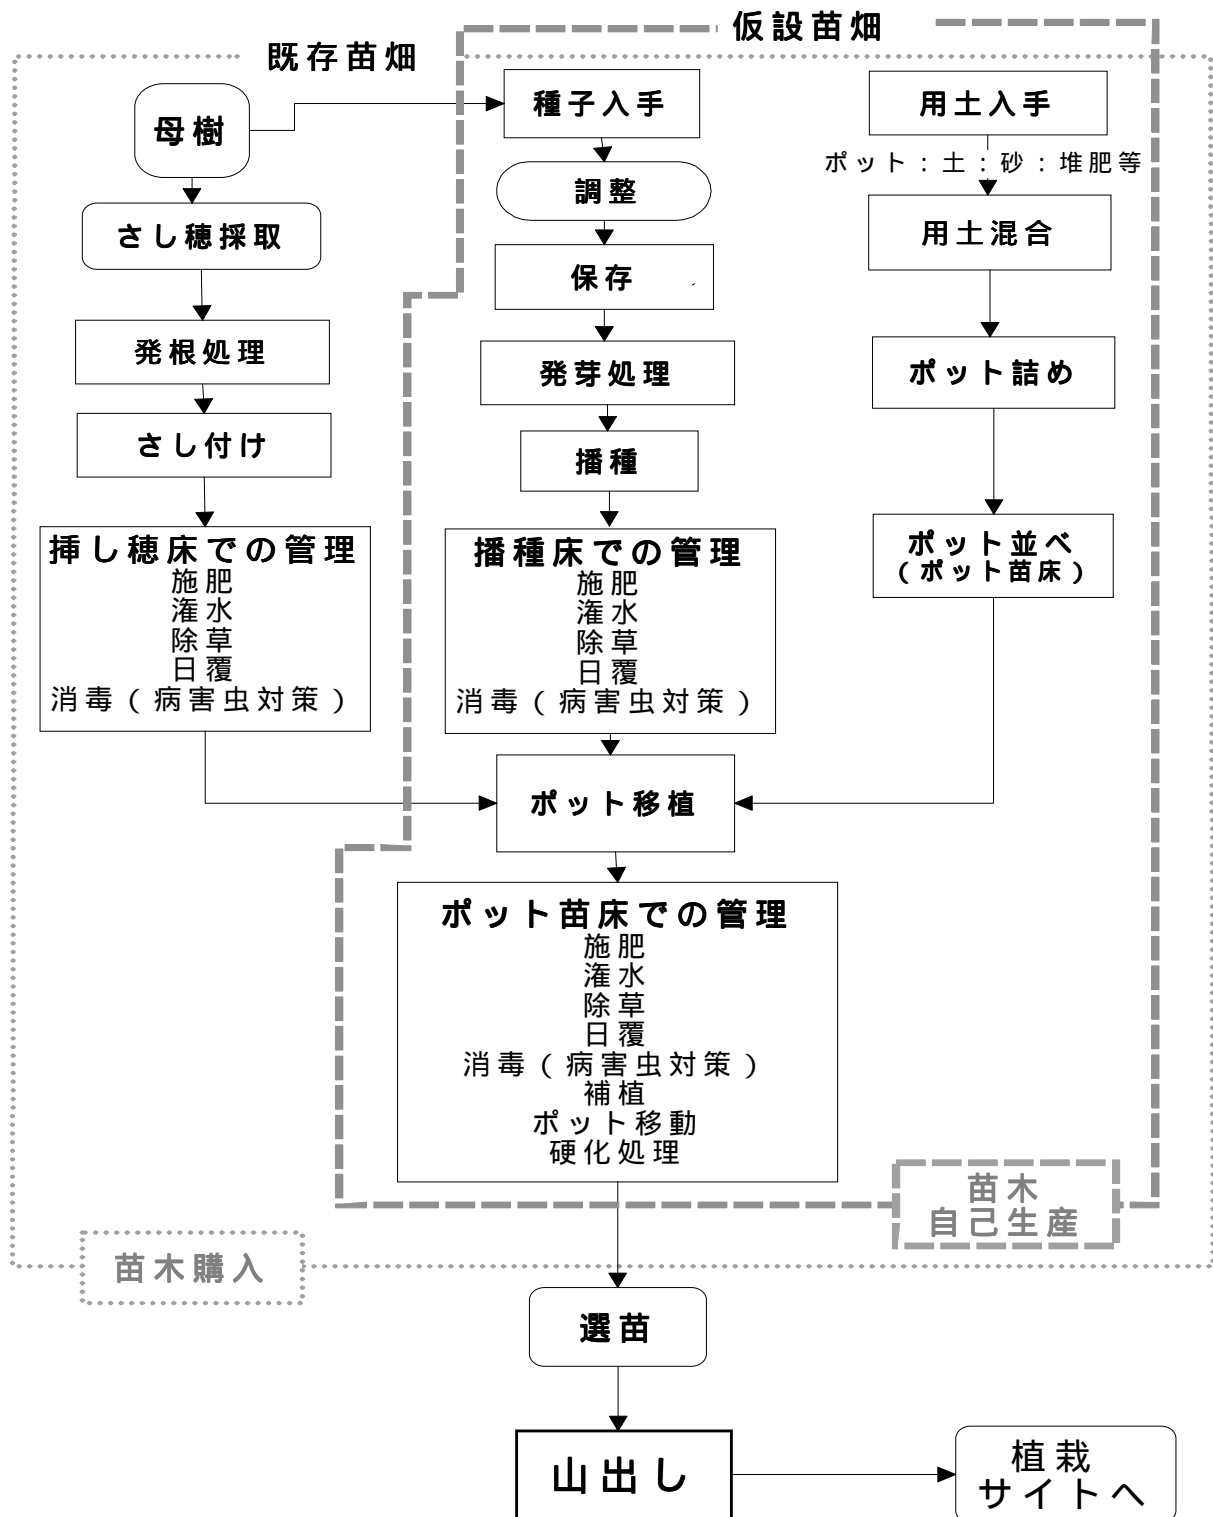 仮設苗畑
既存苗畑
母樹
種子入手
用土入手
ポット：土：砂：堆肥等
調整
さし穂採取
用土混合
保存
発根処理
発芽処理
ポット詰め
さし付け
播種
挿し穂床での管理
施肥
潅水
除草
日覆
消毒（病害虫対策）
播種床での管理
施肥
潅水
除草
日覆
消毒（病害虫対策）
ポット並べ
（ポット苗床）
ポット移植
ポット苗床での管理
施肥
潅水
除草
日覆
消毒（病害虫対策）
補植
ポット移動
硬化処理
苗木
自己生産
苗木購入
選苗
山出し
植栽
サイトへ